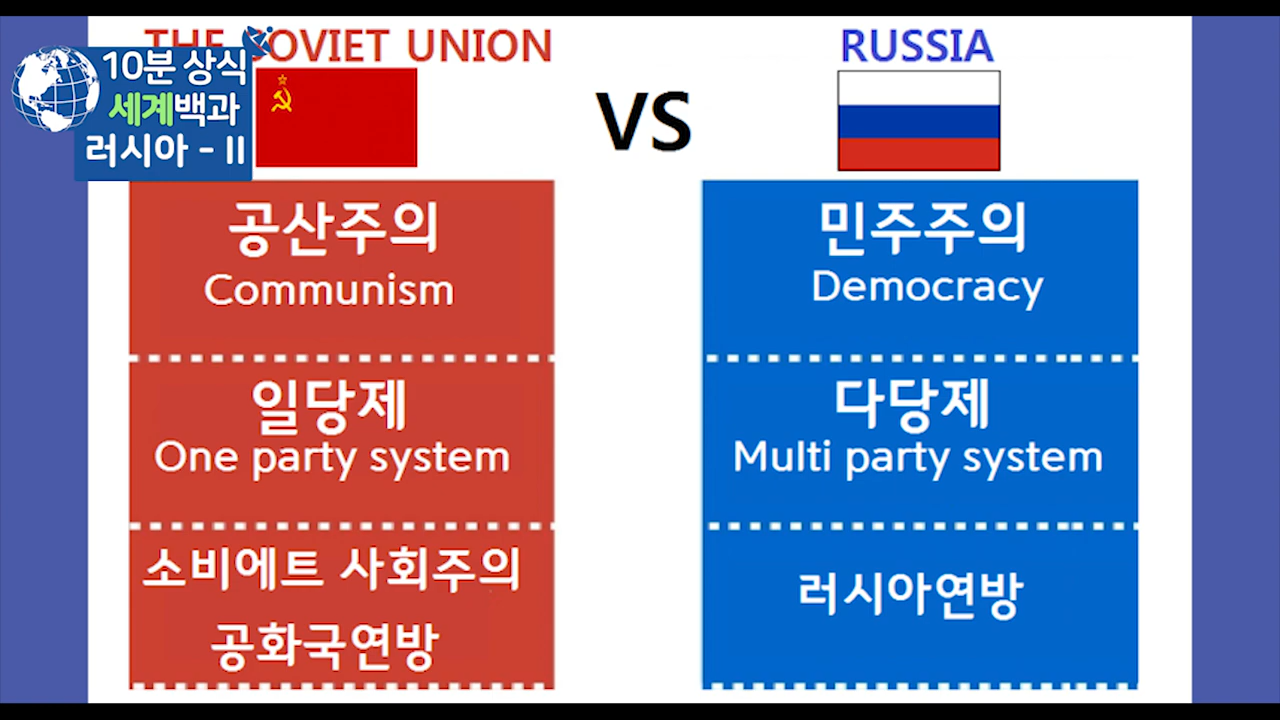 THE SOVIET UNION
10분 상식
세계백과
러시아 - II
VS
RUSSIA
공산주의
Communism
일당제
One party system
소비에트 사회주의
공화국연방
민주주의
Democracy
다당제
Multi party system
러시아연방